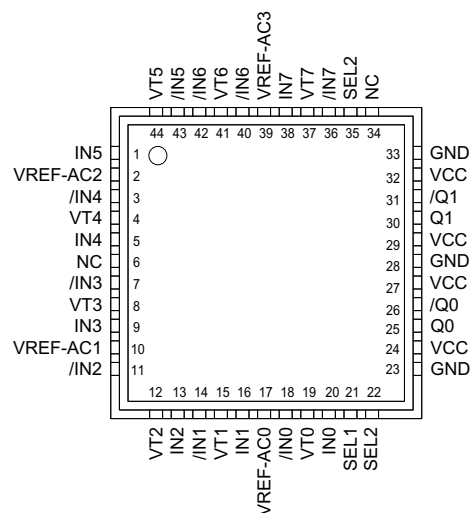 VT5
/IN5
/IN6
VT6
/IN6
VREF-AC3
IN7
VT7
/IN7
SEL2
NC
44 43 42 41 40 39 38 37 36 35 34
IN5 1
VREF-AC2 2
/IN4 3
VT4 4
IN4 5
NC 6
/IN3 7
VT3 8
IN3 9
VREF-AC1 10
/IN2 11
33 GND
32 VCC
31 /Q1
30 Q1
29 VCC
28 GND
27 VCC
26 /Q0
25 Q0
24 VCC
23 GND
12 13 14 15 16 17 18 19 20 21 22
VT2
IN2
/IN1
VT1
IN1
VREF-AC0
/IN0
VT0
IN0
SEL1
SEL2